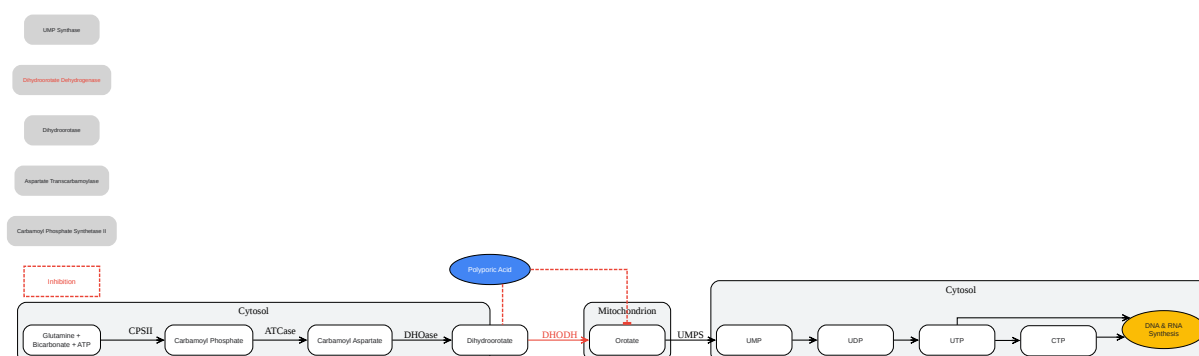 UMP Synthase
Dihydroorotate Dehydrogenase
Dihydroorotase
Aspartate Transcarbamoylase
Carbamoyl Phosphate Synthetase II
Inhibition
Polyporic Acid
Cytosol
Mitochondrion
Cytosol
Glutamine +
Bicarbonate + ATP
CPSII
Carbamoyl Phosphate
ATCase
Carbamoyl Aspartate
DHOase
Dihydroorotate
DHODH
Orotate
UMPS
UMP
UDP
UTP
CTP
DNA & RNA
Synthesis